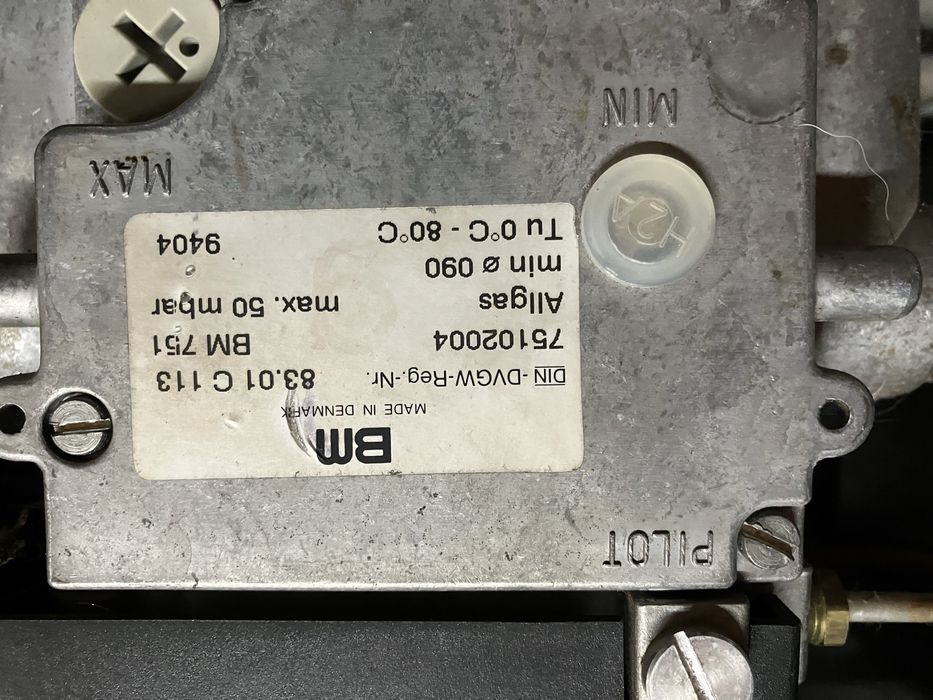 PILOT
BM
MADE IN DENMARK
DIN -DVGW-Reg.-Nr. 83.01 C 113
75102004 BM 751
Allgas max. 50 mbar
min ø 090
Tu 0°C - 80°C 9404
MAX
MIN